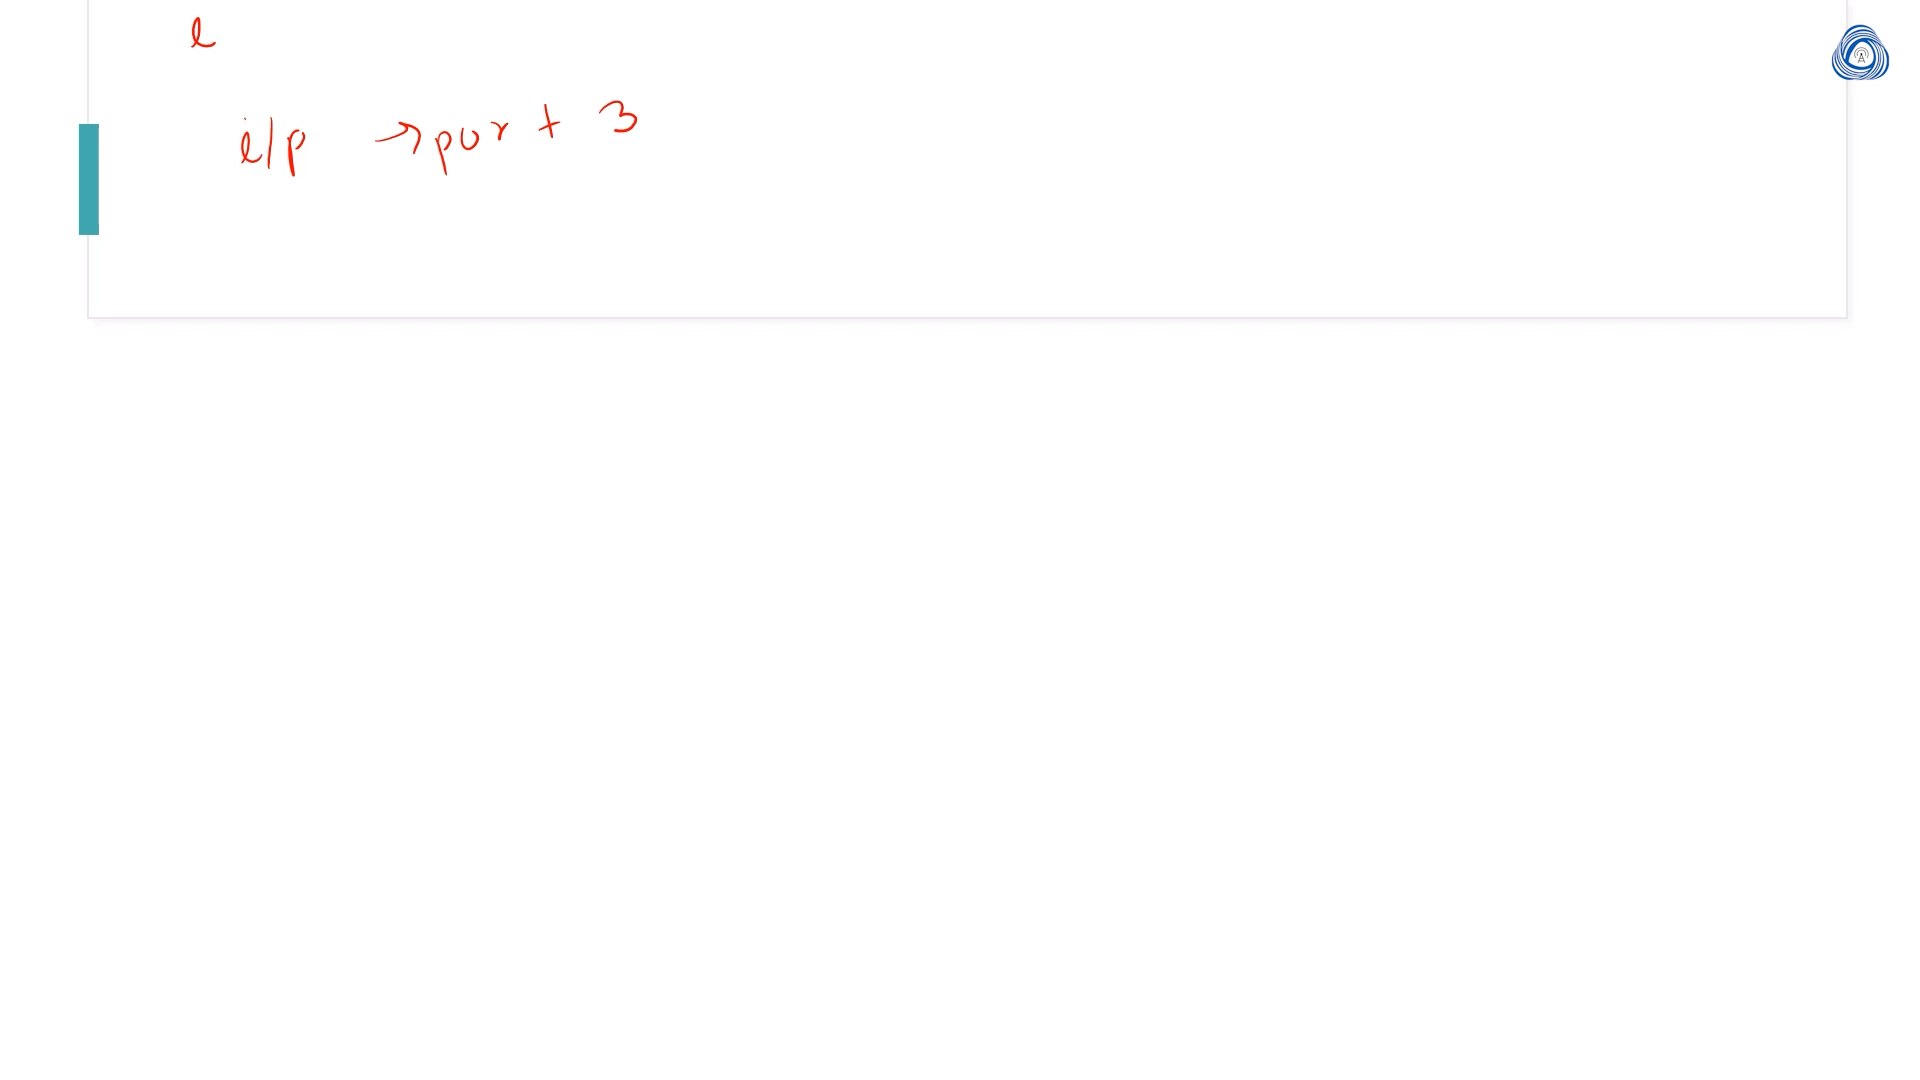 l
i/p → port 3